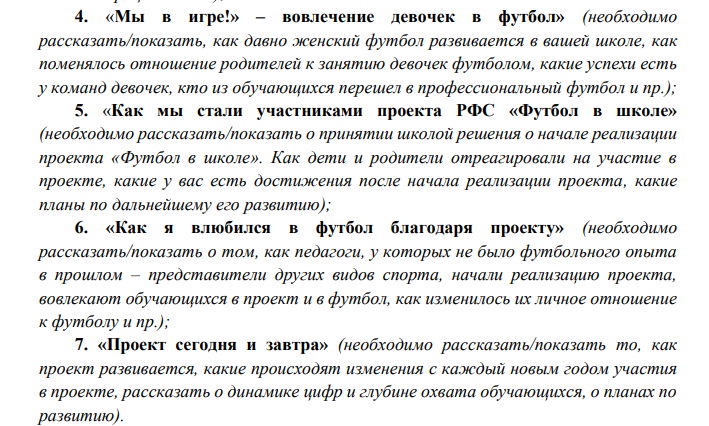 4. «Мы в игре!» – вовлечение девочек в футбол» (необходимо
рассказать/показать, как давно женский футбол развивается в вашей школе, как
поменялось отношение родителей к занятию девочек футболом, какие успехи есть
у команд девочек, кто из обучающихся перешел в профессиональный футбол и пр.);
5. «Как мы стали участниками проекта РФС «Футбол в школе»
(необходимо рассказать/показать о принятии школой решения о начале реализации
проекта «Футбол в школе». Как дети и родители отреагировали на участие в
проекте, какие у вас есть достижения после начала реализации проекта, какие
планы по дальнейшему его развитию);
6. «Как я влюбился в футбол благодаря проекту» (необходимо
рассказать/показать о том, как педагоги, у которых не было футбольного опыта
в прошлом – представители других видов спорта, начали реализацию проекта,
вовлекают обучающихся в проект и в футбол, как изменилось их личное отношение
к футболу и пр.);
7. «Проект сегодня и завтра» (необходимо рассказать/показать то, как
проект развивается, какие происходят изменения с каждый новым годом участия
в проекте, рассказать о динамике цифр и глубине охвата обучающихся, о планах по
развитию).